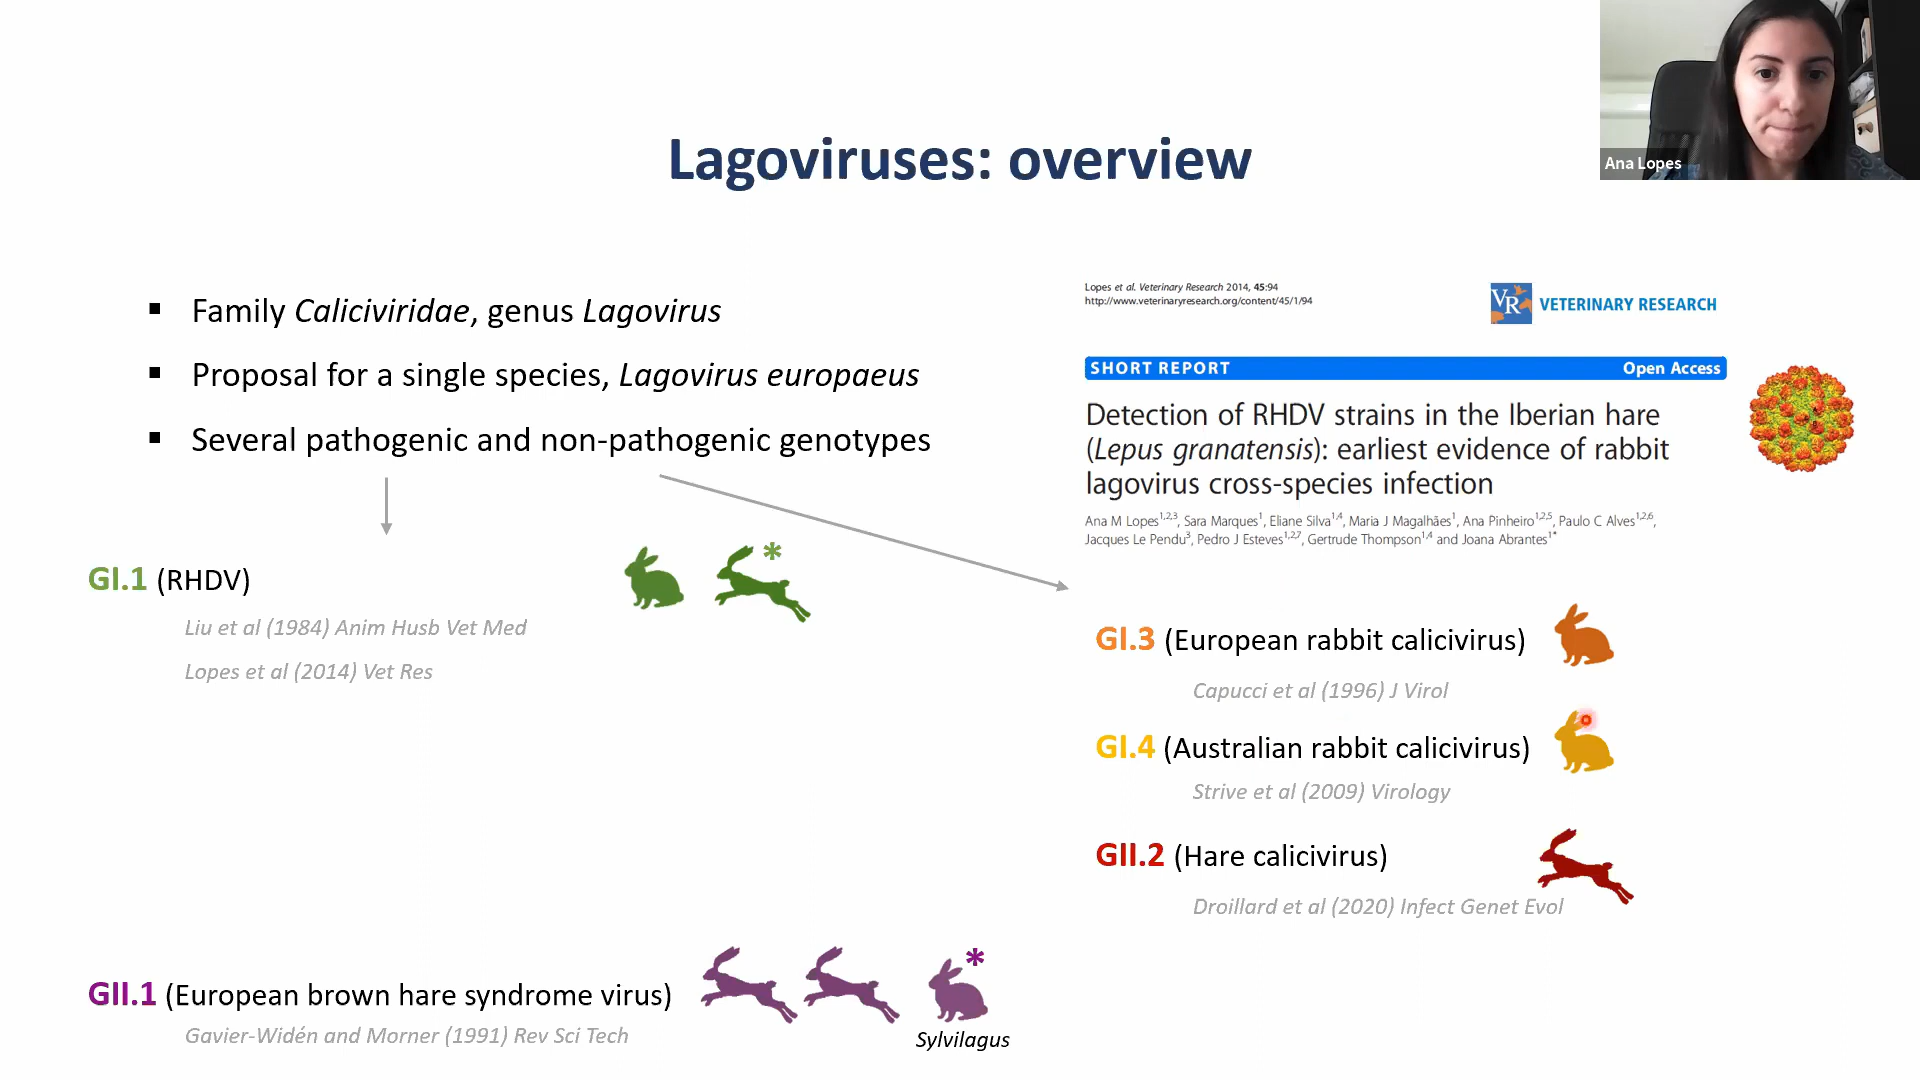 Ana Lopes
Lagoviruses: overview
▪ Family Caliciviridae, genus Lagovirus
▪ Proposal for a single species, Lagovirus europaeus
▪ Several pathogenic and non-pathogenic genotypes
GI.1 (RHDV)
*
Liu et al (1984) Anim Husb Vet Med
Lopes et al (2014) Vet Res
GII.1 (European brown hare syndrome virus)
*
Gavier-Widén and Morner (1991) Rev Sci Tech
Sylvilagus
Lopes et al. Veterinary Research 2014, 45:94
http://www.veterinaryresearch.org/content/45/1/94
VR VETERINARY RESEARCH
SHORT REPORT Open Access
Detection of RHDV strains in the Iberian hare
(Lepus granatensis): earliest evidence of rabbit
lagovirus cross-species infection
Ana M Lopes1,2,3, Sara Marques1, Eliane Silva1,4, Maria J Magalhães1, Ana Pinheiro1,2,5, Paulo C Alves1,2,6,
Jacques Le Pendu3, Pedro J Esteves1,2,7, Gertrude Thompson1,4 and Joana Abrantes1*
GI.3 (European rabbit calicivirus)
Capucci et al (1996) J Virol
GI.4 (Australian rabbit calicivirus)
Strive et al (2009) Virology
GII.2 (Hare calicivirus)
Droillard et al (2020) Infect Genet Evol